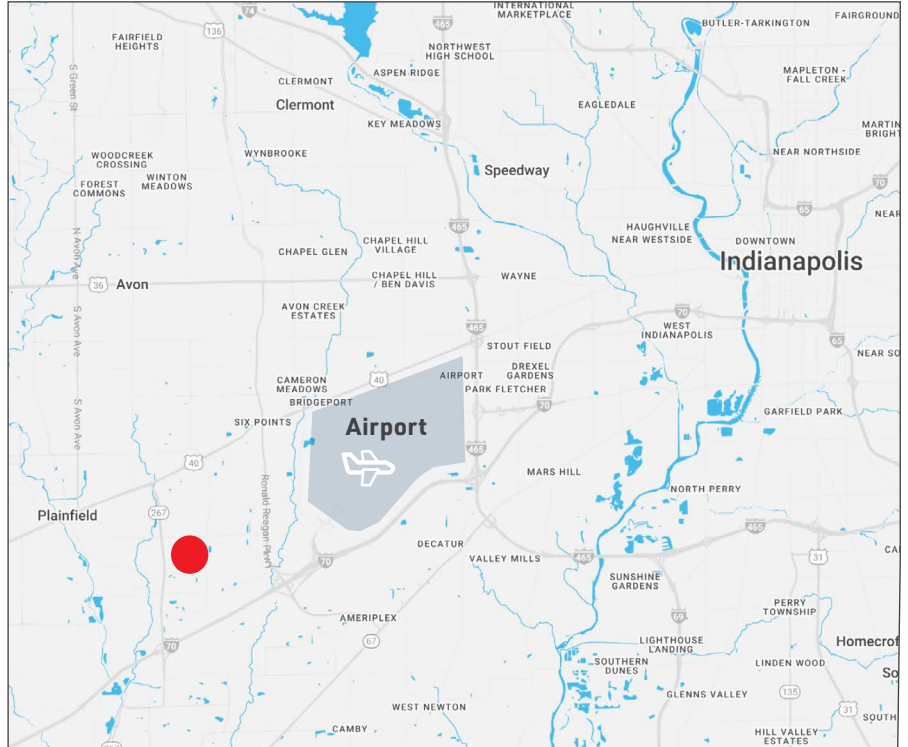 INTERNATIONAL
MARKETPLACE
74
465
BUTLER-TARKINGTON
FAIRGROUND
136
FAIRFIELD
HEIGHTS
NORTHWEST
HIGH SCHOOL
S Green St
ASPEN RIDGE
MAPLETON -
FALL CREEK
CLERMONT
Clermont
EAGLEDALE
KEY MEADOWS
MARTIN
BRIGHT
WOODCREEK
CROSSING
WYNBROOKE
NEAR NORTHSIDE
Speedway
FOREST
COMMONS
WINTON
MEADOWS
70
65
NEAR
465
HAUGHVILLE
NEAR WESTSIDE
N Avon Ave
CHAPEL GLEN
CHAPEL HILL
VILLAGE
DOWNTOWN
Indianapolis
36
Avon
CHAPEL HILL
/ BEN DAVIS
WAYNE
AVON CREEK
ESTATES
70
S Avon Ave
465
WEST
INDIANAPOLIS
STOUT FIELD
65
NEAR SO
CAMERON
MEADOWS
40
AIRPORT
DREXEL
GARDENS
PARK FLETCHER
BRIDGEPORT
70
S Avon Ave
SIX POINTS
Airport
GARFIELD PARK
465
40
MARS HILL
Ronald Reagan Pkwy
NORTH PERRY
Plainfield
267
DECATUR
VALLEY MILLS
465
465
31
CA
70
SUNSHINE
GARDENS
AMERIPLEX
PERRY
TOWNSHIP
69
67
70
LIGHTHOUSE
LANDING
Homecrof
SOUTHERN
DUNES
LINDEN WOOD
So
WEST NEWTON
GLENNS VALLEY
135
31
SOUTH
CAMBY
HILL VALLEY
ESTATES